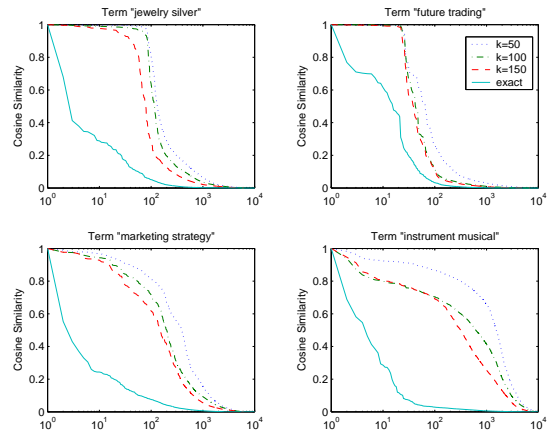 Term "jewelry silver"
1
0.8
0.6
0.4
0.2
0
Cosine Similarity
10^0 10^1 10^2 10^3 10^4
Term "future trading"
1
0.8
0.6
0.4
0.2
0
Cosine Similarity
10^0 10^1 10^2 10^3 10^4
k=50
k=100
k=150
exact
Term "marketing strategy"
1
0.8
0.6
0.4
0.2
0
Cosine Similarity
10^0 10^1 10^2 10^3 10^4
Term "instrument musical"
1
0.8
0.6
0.4
0.2
0
Cosine Similarity
10^0 10^1 10^2 10^3 10^4